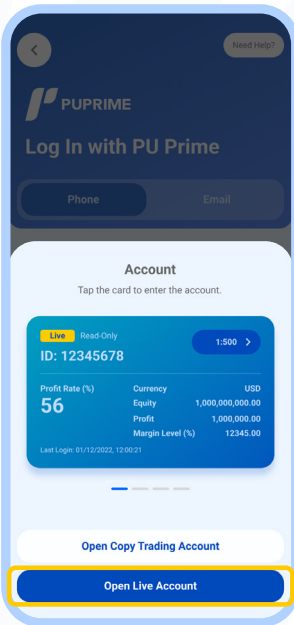 Need Help?
PUPRIME
Log In with PU Prime
Phone Email
Account
Tap the card to enter the account.
Live Read-Only
1:500
ID: 12345678
Profit Rate (%)
56
Currency USD
Equity 1,000,000,000.00
Profit 1,000,000.00
Margin Level (%) 12345.00
Last Login: 01/12/2022, 12:00:21
Open Copy Trading Account
Open Live Account